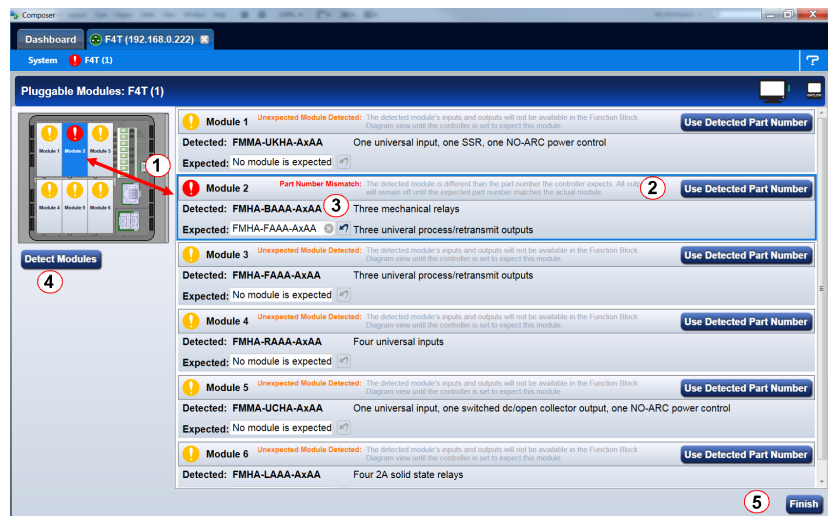 Composer
Dashboard
F4T (192.168.0.222)
System
F4T (1)
Pluggable Modules: F4T (1)
Module 1
Module 2
Module 3
Module 4
Module 5
Module 6
Detect Modules
1
4
Module 1
Unexpected Module Detected: The detected module's inputs and outputs will not be available in the Function Block
Diagram view until the controller is set to expect this module.
Use Detected Part Number
Detected: FMMA-UKHA-AxAA
One universal input, one SSR, one NO-ARC power control
Expected: No module is expected
Module 2
Part Number Mismatch: The detected module is different than the part number the controller expects. All
will remain off until the expected part number matches the actual module.
2
Use Detected Part Number
Detected: FMHA-BAAA-AxAA
3
Three mechanical relays
Expected: FMHA-FAAA-AxAA
Three univeral process/retransmit outputs
Module 3
Unexpected Module Detected: The detected module's inputs and outputs will not be available in the Function Block
Diagram view until the controller is set to expect this module.
Use Detected Part Number
Detected: FMHA-FAAA-AxAA
Three univeral process/retransmit outputs
Expected: No module is expected
Module 4
Unexpected Module Detected: The detected module's inputs and outputs will not be available in the Function Block
Diagram view until the controller is set to expect this module.
Use Detected Part Number
Detected: FMHA-RAAA-AxAA
Four universal inputs
Expected: No module is expected
Module 5
Unexpected Module Detected: The detected module's inputs and outputs will not be available in the Function Block
Diagram view until the controller is set to expect this module.
Use Detected Part Number
Detected: FMMA-UCHA-AxAA
One universal input, one switched dc/open collector output, one NO-ARC power control
Expected: No module is expected
Module 6
Unexpected Module Detected: The detected module's inputs and outputs will not be available in the Function Block
Diagram view until the controller is set to expect this module.
Use Detected Part Number
Detected: FMHA-LAAA-AxAA
Four 2A solid state relays
5
Finish